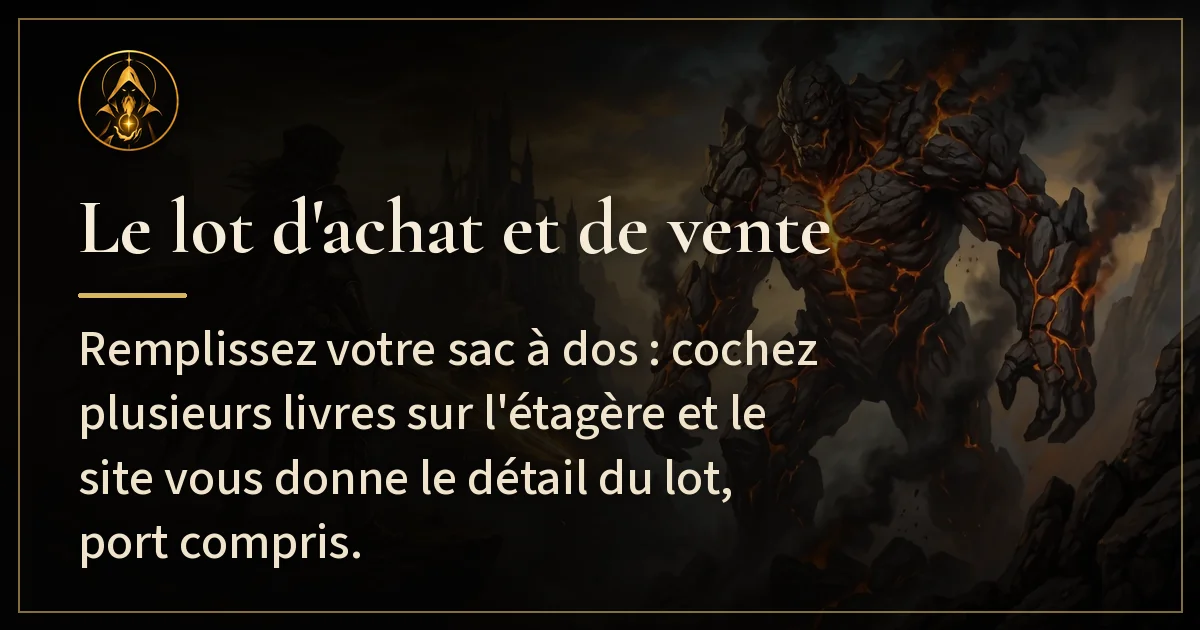 Le lot d'achat et de vente
Remplissez votre sac à dos : cochez
plusieurs livres sur l'étagère et le
site vous donne le détail du lot,
port compris.